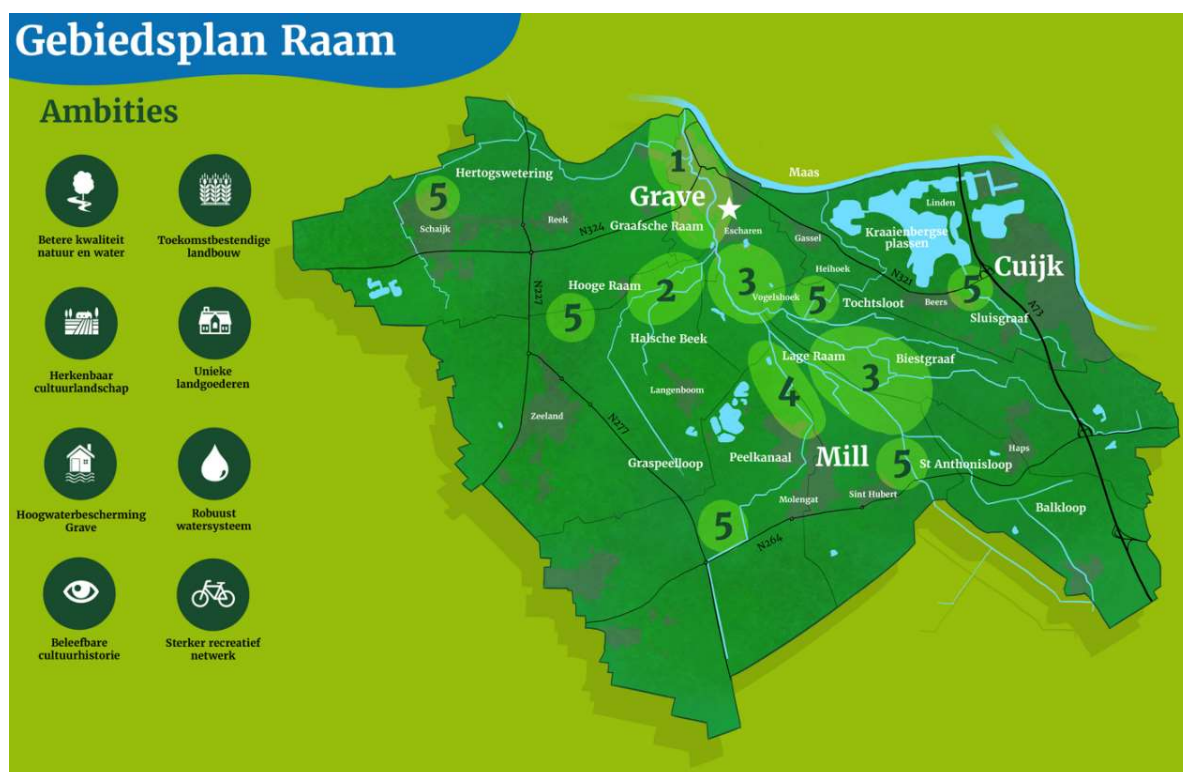 Gebiedsplan Raam
Ambities
Betere kwaliteit
natuur en water
Toekomstbestendige
landbouw
Herkenbaar
cultuurlandschap
Unieke
landgoederen
Hoogwaterbescherming
Grave
Robuust
watersysteem
Beleefbare
cultuurhistorie
Sterker recreatief
netwerk
1
Maas
Hertogswetering
5
Grave
Linden
Reek
Schaijk
N324
Graafsche Raam
Escharen
Gassel
Kraaienbergse
plassen
Cuijk
Heihoek
N321
Hooge Raam
2
3
Vogelshoek
5
Tochtsloot
Beers
5
Sluisgraaf
A73
N227
5
Halsche Beek
Lage Raam
Biestgraaf
3
4
Langenboom
Zeeland
N277
Graspeelloop
Peelkanaal
Mill
5
St Anthonisloop
Haps
Molengat
Sint Hubert
Balkloop
5
N264